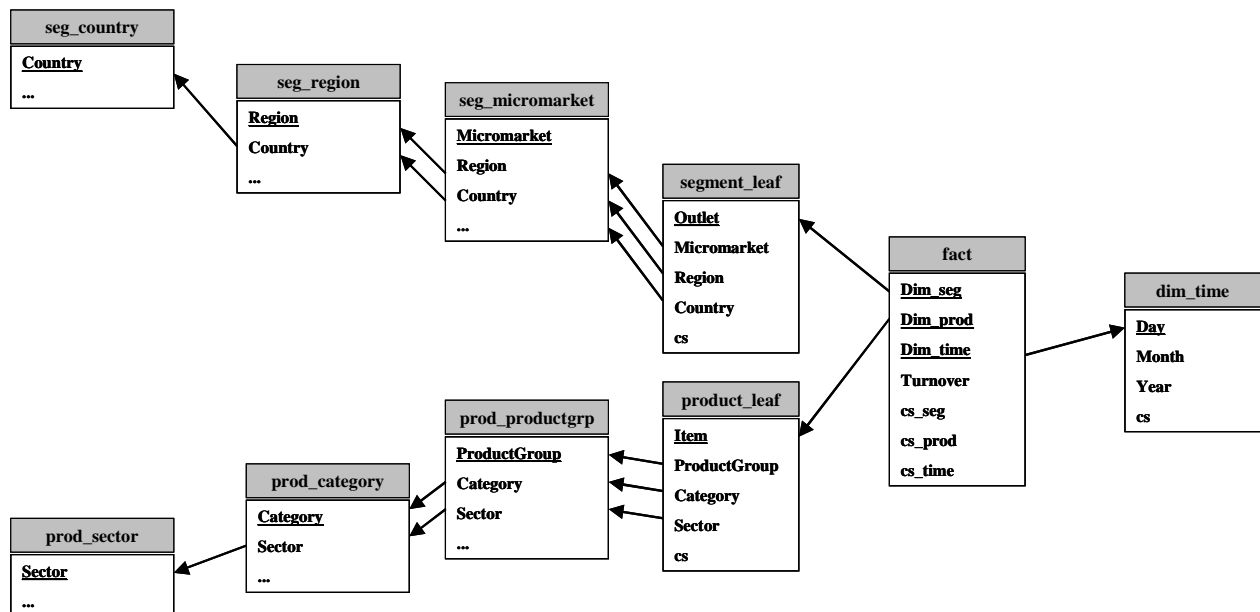 seg_country
Country
...
seg_region
Region
Country
...
seg_micromarket
Micromarket
Region
Country
...
segment_leaf
Outlet
Micromarket
Region
Country
cs
fact
Dim_seg
Dim_prod
Dim_time
Turnover
cs_seg
cs_prod
cs_time
dim_time
Day
Month
Year
cs
product_leaf
Item
ProductGroup
Category
Sector
cs
prod_productgrp
ProductGroup
Category
Sector
...
prod_category
Category
Sector
...
prod_sector
Sector
...